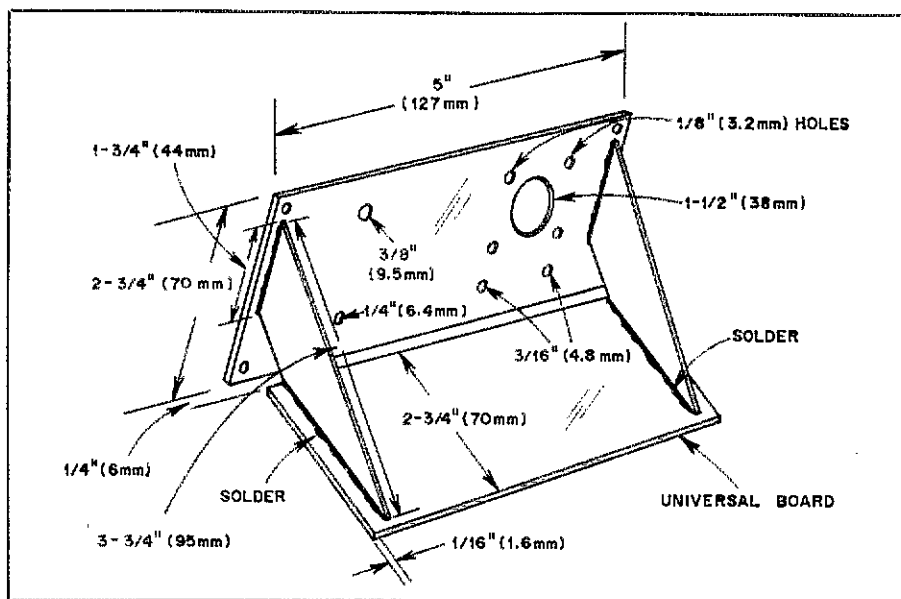 5"
(127mm)
1/8" (3.2mm) HOLES
1-3/4" (44mm)
1-1/2" (38mm)
3/8"
(9.5mm)
2-3/4" (70 mm)
1/4" (6.4mm)
3/16" (4.8 mm)
SOLDER
2-3/4" (70mm)
1/4" (6mm)
SOLDER
UNIVERSAL BOARD
3-3/4" (95mm)
1/16" (1.6mm)